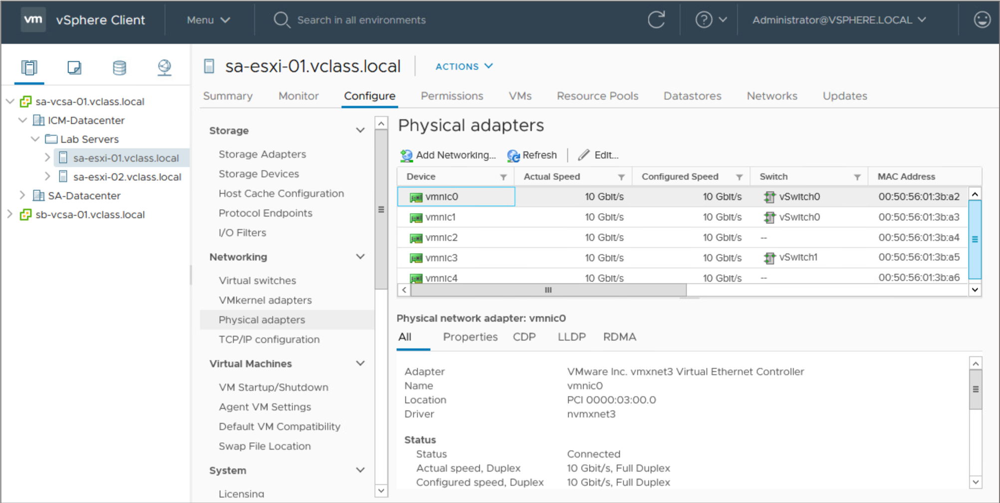 vm vSphere Client Menu Search in all environments Administrator@VSPHERE.LOCAL
sa-vcsa-01.vclass.local
ICM-Datacenter
Lab Servers
sa-esxi-01.vclass.local
sa-esxi-02.vclass.local
SA-Datacenter
sb-vcsa-01.vclass.local
sa-esxi-01.vclass.local ACTIONS
Summary Monitor Configure Permissions VMs Resource Pools Datastores Networks Updates
Storage
Storage Adapters
Storage Devices
Host Cache Configuration
Protocol Endpoints
I/O Filters
Networking
Virtual switches
VMkernel adapters
Physical adapters
TCP/IP configuration
Virtual Machines
VM Startup/Shutdown
Agent VM Settings
Default VM Compatibility
Swap File Location
System
Licensing
Physical adapters
Add Networking... Refresh Edit...
Device Actual Speed Configured Speed Switch MAC Address
vmnic0 10 Gbit/s 10 Gbit/s vSwitch0 00:50:56:01:3b:a2
vmnic1 10 Gbit/s 10 Gbit/s vSwitch0 00:50:56:01:3b:a3
vmnic2 10 Gbit/s 10 Gbit/s -- 00:50:56:01:3b:a4
vmnic3 10 Gbit/s 10 Gbit/s vSwitch1 00:50:56:01:3b:a5
vmnic4 10 Gbit/s 10 Gbit/s -- 00:50:56:01:3b:a6
Physical network adapter: vmnic0
All Properties CDP LLDP RDMA
Adapter VMware Inc. vmxnet3 Virtual Ethernet Controller
Name vmnic0
Location PCI 0000:03:00.0
Driver nvmxnet3
Status
Status Connected
Actual speed, Duplex 10 Gbit/s, Full Duplex
Configured speed, Duplex 10 Gbit/s, Full Duplex